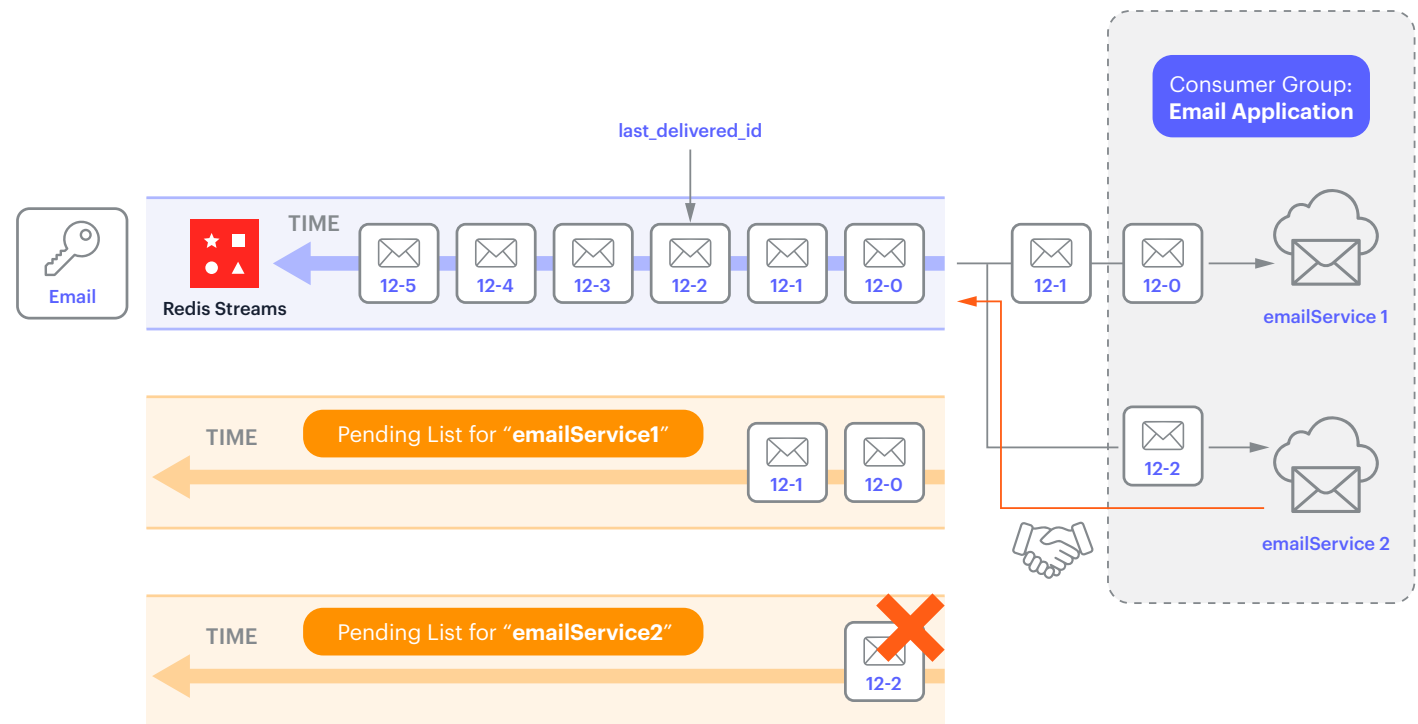 Consumer Group:
Email Application
last_delivered_id
TIME
Email
Redis Streams
12-5
12-4
12-3
12-2
12-1
12-0
12-1
12-0
emailService 1
TIME
Pending List for “emailService1”
12-1
12-0
12-2
emailService 2
TIME
Pending List for “emailService2”
12-2